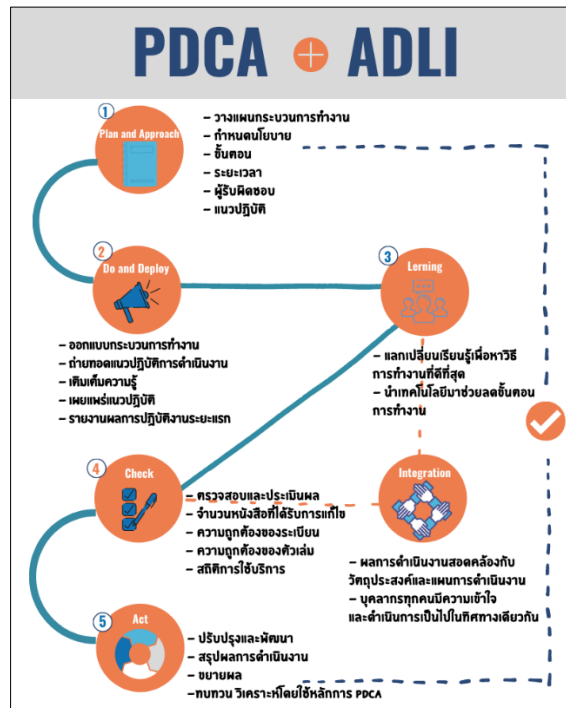 PDCA + ADLI
1
Plan and Approach
– วางแผนกระบวนการทำงาน
– กำหนดนโยบาย
– ขั้นตอน
– ระยะเวลา
– ผู้รับผิดชอบ
– แนวปฏิบัติ
2
Do and Deploy
– ออกแบบกระบวนการทำงาน
– ถ่ายทอดแนวปฏิบัติการดำเนินงาน
– เติมเต็มความรู้
– เผยแพร่แนวปฏิบัติ
– รายงานผลการปฏิบัติงานระยะแรก
3
Lerning
– แลกเปลี่ยนเรียนรู้เพื่อหาวิธี
การทำงานที่ดีที่สุด
– นำเทคโนโลยีมาช่วยลดขั้นตอน
การทำงาน
4
Check
– ตรวจสอบและประเมินผล
– จำนวนหนังสือที่ได้รับการแก้ไข
– ความถูกต้องของระเบียน
– ความถูกต้องของตัวเล่ม
– สถิติการใช้บริการ
Integration
– ผลการดำเนินงานสอดคล้องกับ
วัตถุประสงค์และแผนการดำเนินงาน
– บุคลากรทุกคนมีความเข้าใจ
และดำเนินการเป็นไปในทิศทางเดียวกัน
5
Act
– ปรับปรุงและพัฒนา
– สรุปผลการดำเนินงาน
– ขยายผล
–ทบทวน วิเคราะห์โดยใช้หลักการ PDCA